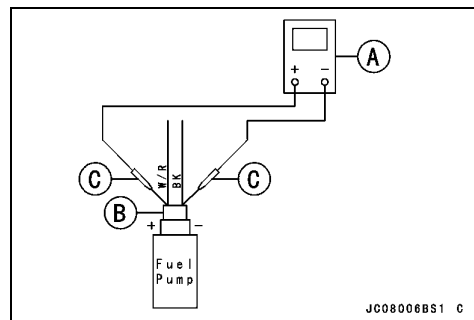 A
+ −
C
W/R
BK
C
B
+ −
Fuel
Pump
JC08006BS1 C